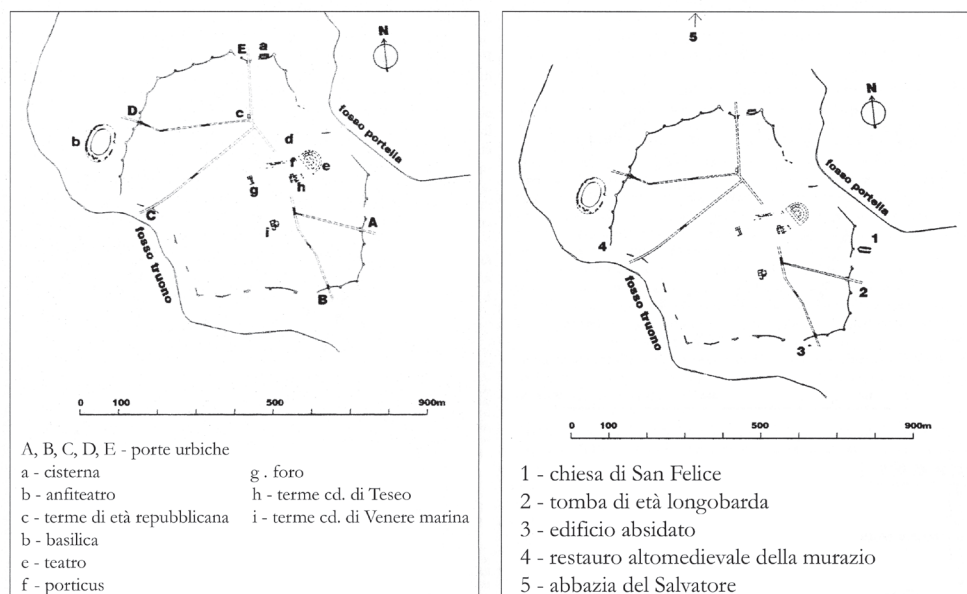 E
a
N
D
c
fosso portella
b
d
f
e
g
h
C
i
A
fosso truono
B
0 100 500 900m
A, B, C, D, E - porte urbiche
a - cisterna
b - anfiteatro
c - terme di età repubblicana
b - basilica
e - teatro
f - porticus
g . foro
h - terme cd. di Teseo
i - terme cd. di Venere marina
5
N
fosso portella
4
1
fosso truono
2
3
0 100 500 900m
1 - chiesa di San Felice
2 - tomba di età longobarda
3 - edificio absidato
4 - restauro altomedievale della murazio
5 - abbazia del Salvatore